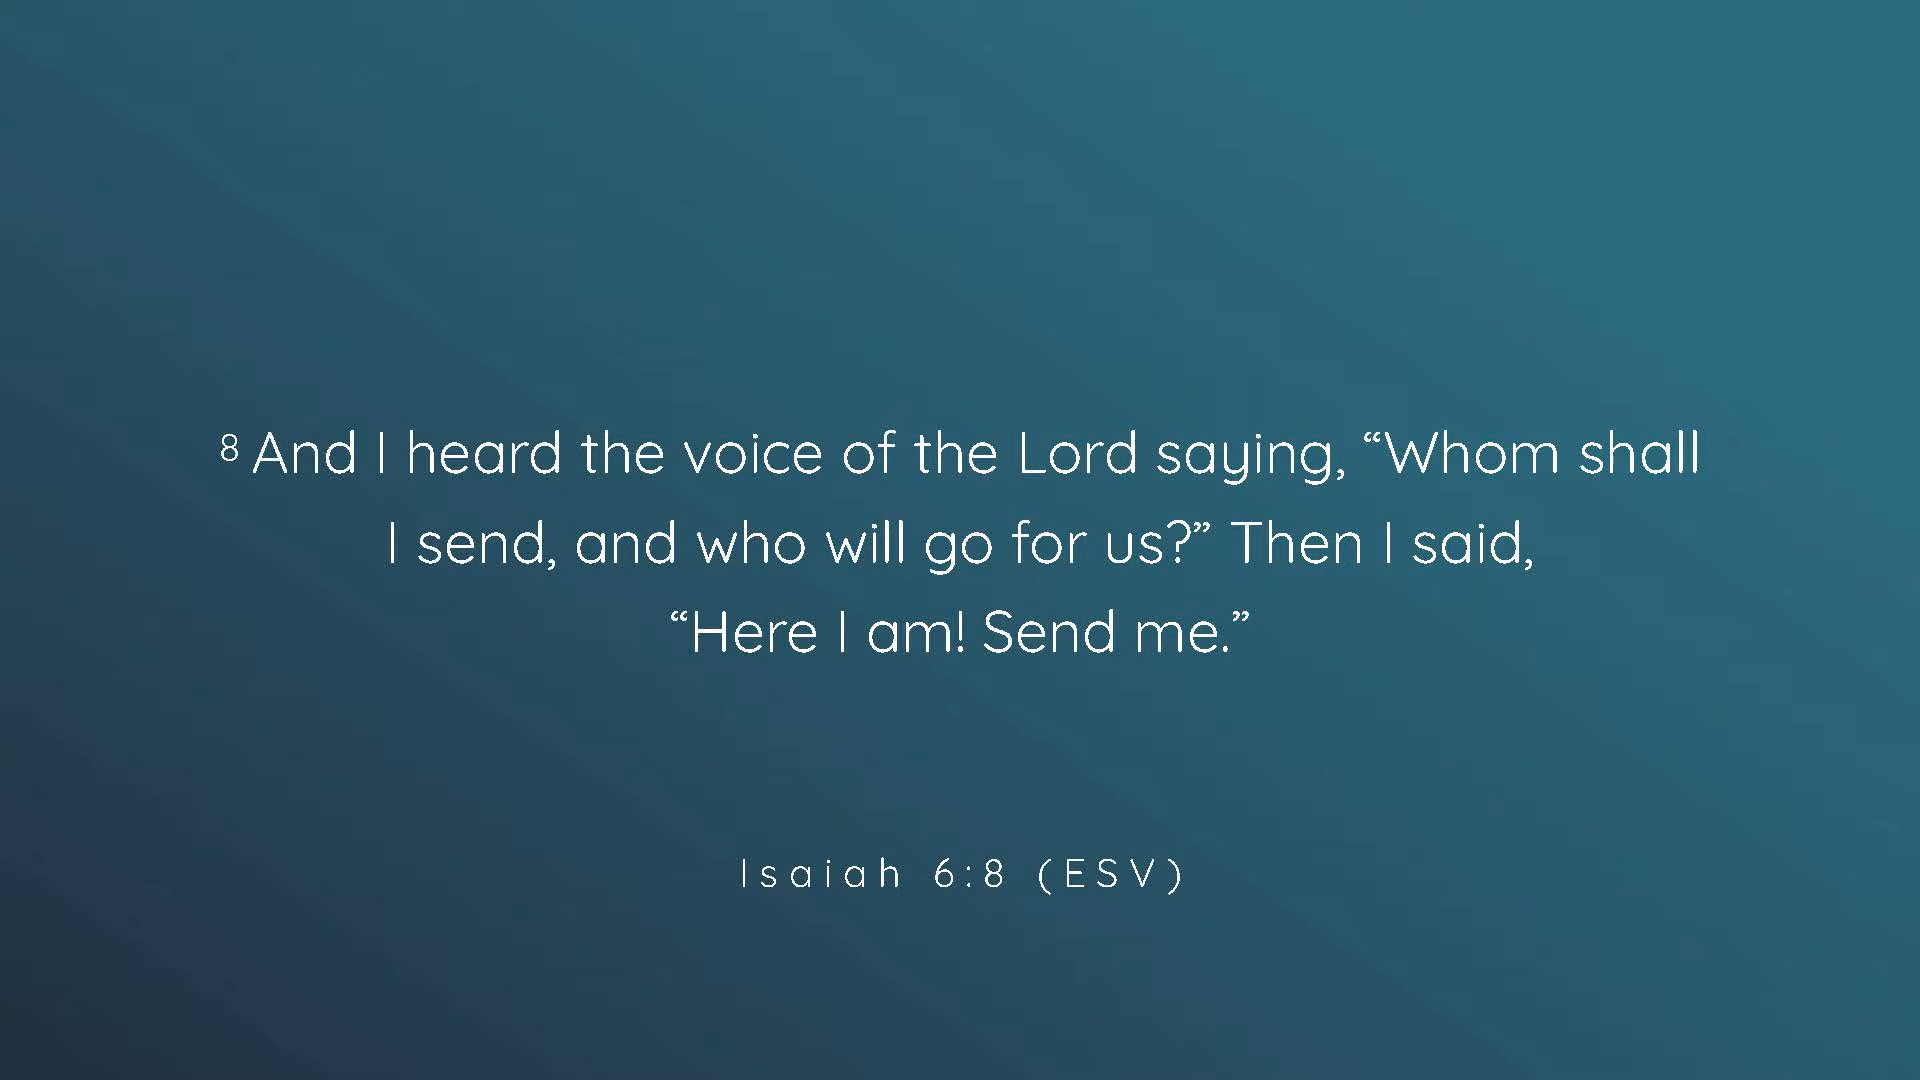 8 And I heard the voice of the Lord saying, “Whom shall
I send, and who will go for us?” Then I said,
“Here I am! Send me.”
Isaiah 6:8 (ESV)